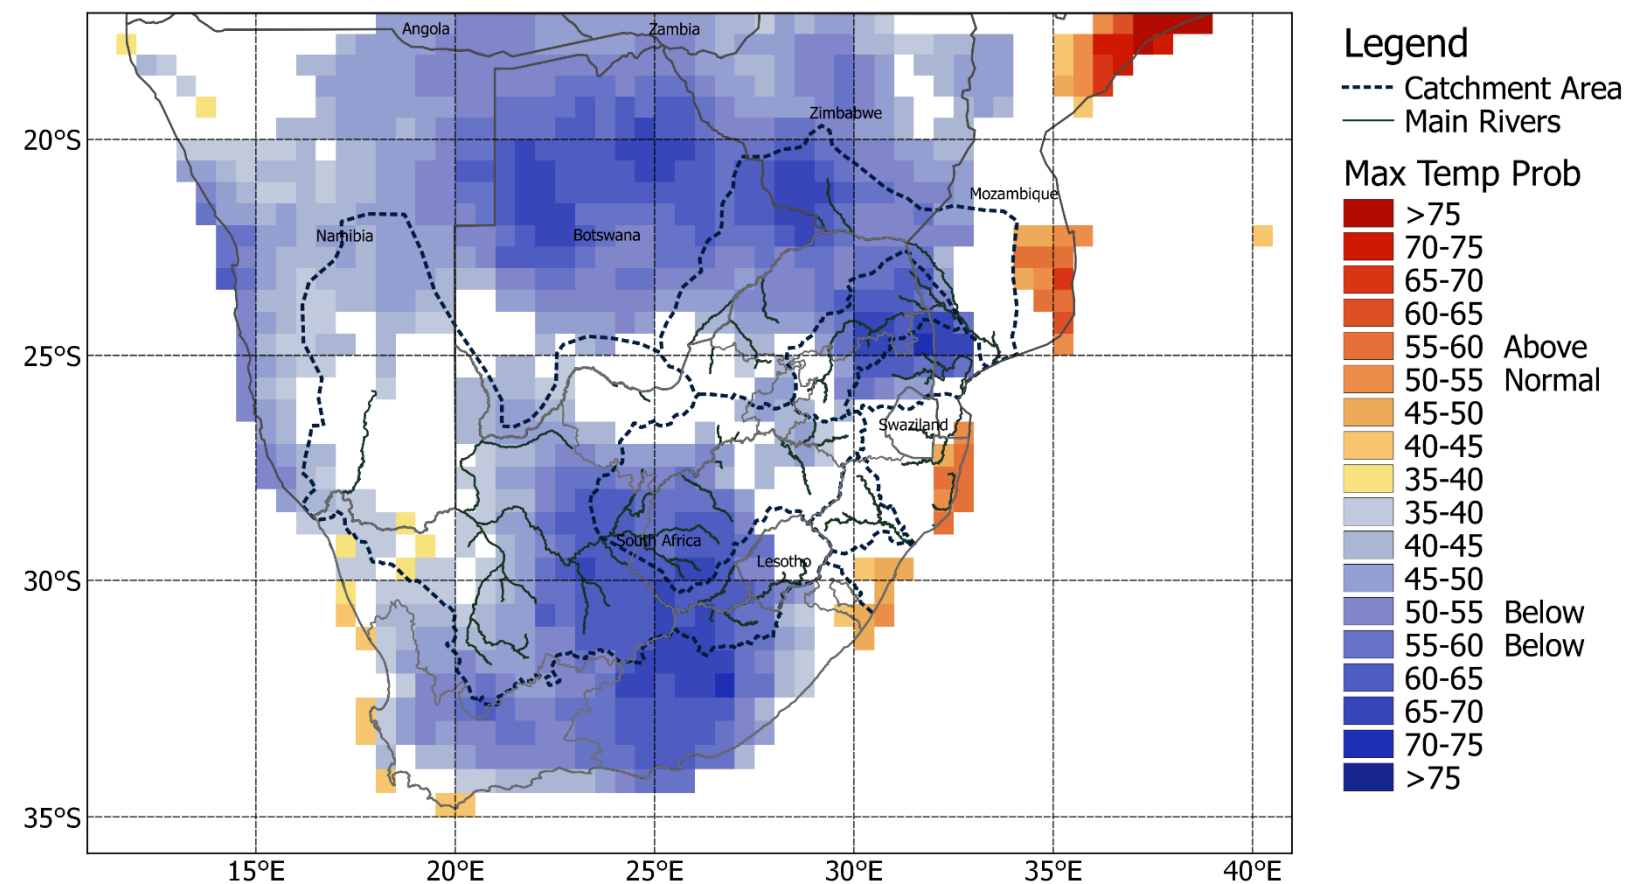 Angola
Zambia
Zimbabwe
Mozambique
Namibia
Botswana
Swaziland
South Africa
Lesotho
20°S
25°S
30°S
35°S
15°E
20°E
25°E
30°E
35°E
40°E
Legend
Catchment Area
Main Rivers
Max Temp Prob
>75
70-75
65-70
60-65
55-60 Above
50-55 Normal
45-50
40-45
35-40
35-40
40-45
45-50
50-55 Below
55-60 Below
60-65
65-70
70-75
>75